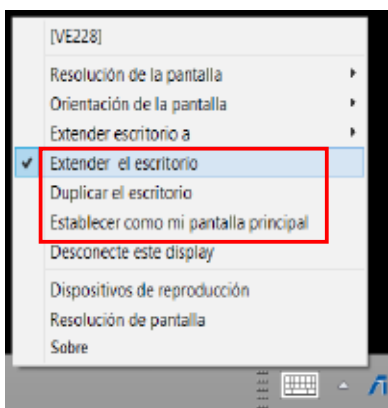 [VE228]
Resolución de la pantalla
Orientación de la pantalla
Extender escritorio a
Extender el escritorio
Duplicar el escritorio
Establecer como mi pantalla principal
Desconecte este display
Dispositivos de reproducción
Resolución de pantalla
Sobre